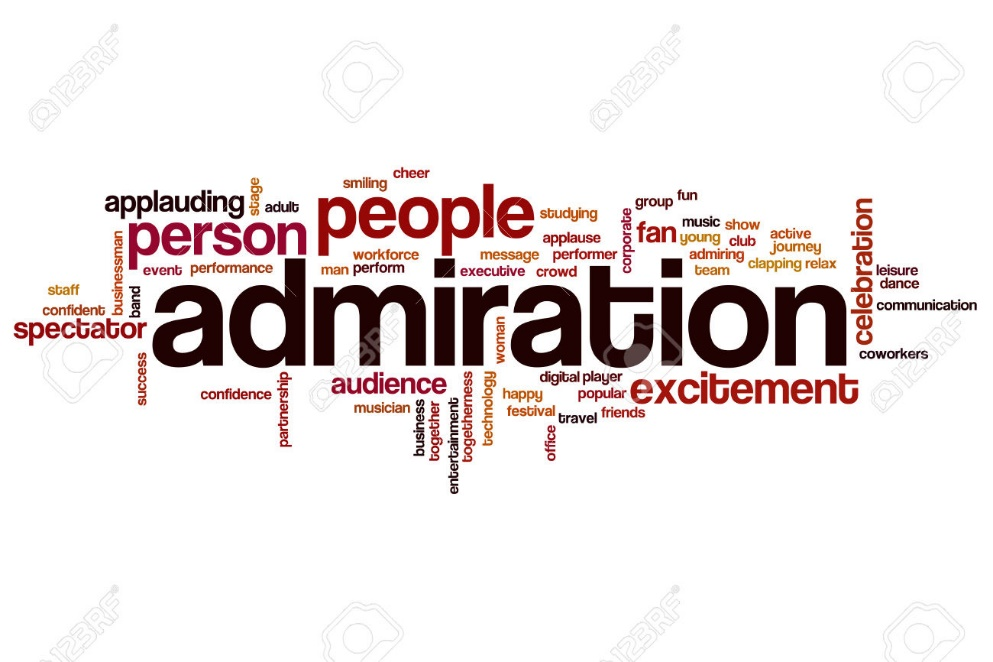 123RF
123RF
cheer
smiling
stage
applauding
adult
people
studying
group
fun
person
corporate
fan
music
show
young
club
active
journey
celebration
businessman
event
performance
workforce
man
perform
message
executive
applause
performer
crowd
admiring
team
clapping
relax
leisure
dance
communication
coworkers
staff
confident
band
spectator
admiration
success
confidence
partnership
audience
musician
business
together
entertainment
togetherness
technology
woman
happy
festival
digital player
popular
office
travel
friends
excitement
123RF
123RF
123RF
123RF